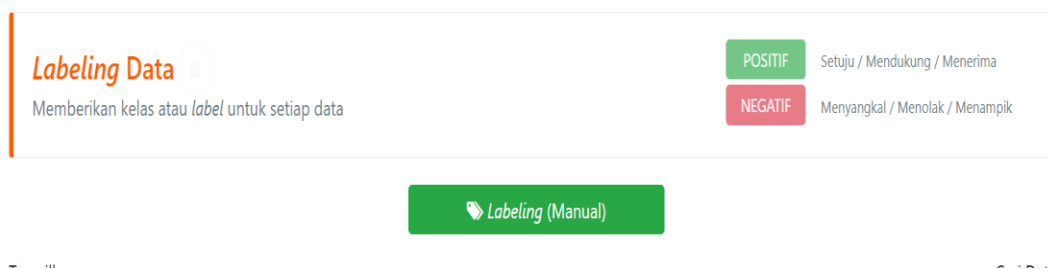 Labeling Data
Memberikan kelas atau label untuk setiap data
POSITIF Setuju / Mendukung / Menerima
NEGATIF Menyangkal / Menolak / Menampik
Labeling (Manual)